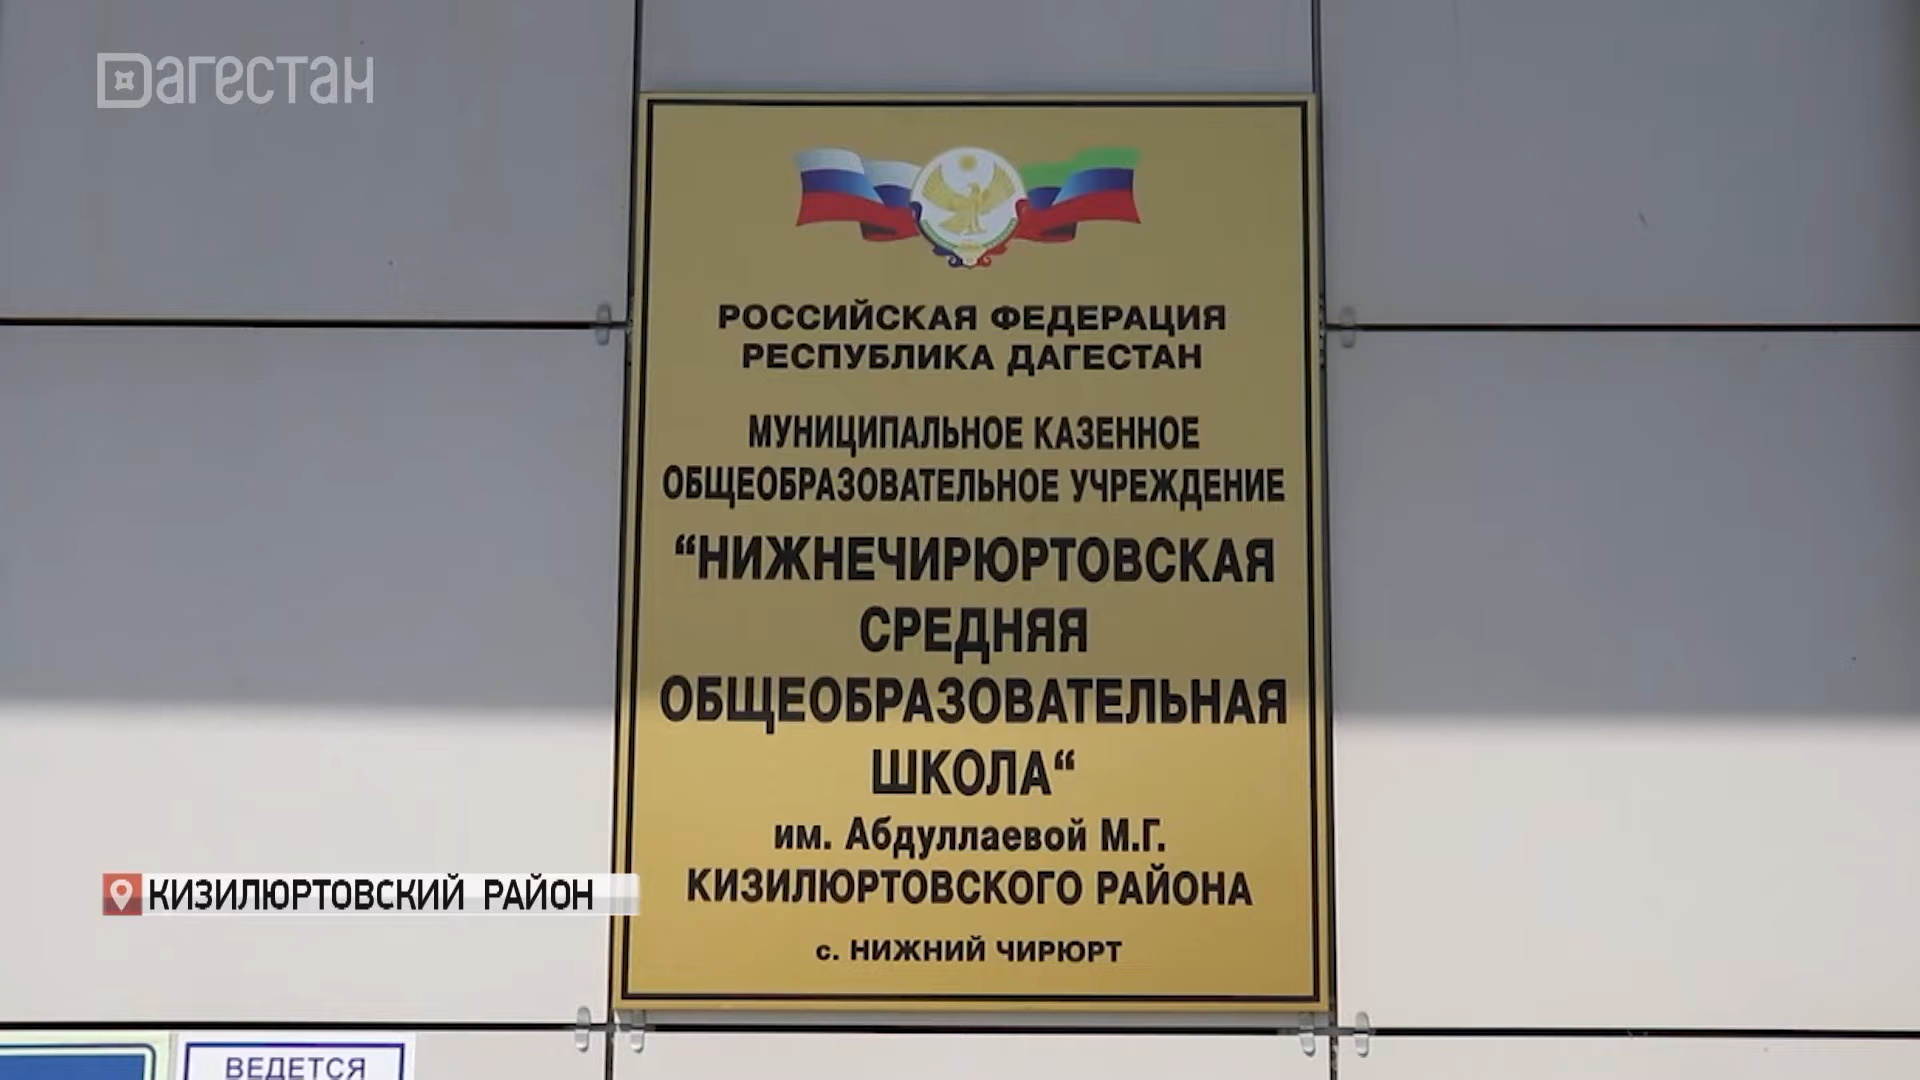 Дагестан
РОССИЙСКАЯ ФЕДЕРАЦИЯ
РЕСПУБЛИКА ДАГЕСТАН
МУНИЦИПАЛЬНОЕ КАЗЕННОЕ
ОБЩЕОБРАЗОВАТЕЛЬНОЕ УЧРЕЖДЕНИЕ
“НИЖНЕЧИРЮРТОВСКАЯ
СРЕДНЯЯ
ОБЩЕОБРАЗОВАТЕЛЬНАЯ
ШКОЛА“
им. Абдуллаевой М.Г.
КИЗИЛЮРТОВСКОГО РАЙОНА
с. НИЖНИЙ ЧИРЮРТ
КИЗИЛЮРТОВСКИЙ РАЙОН
ВЕДЕТСЯ